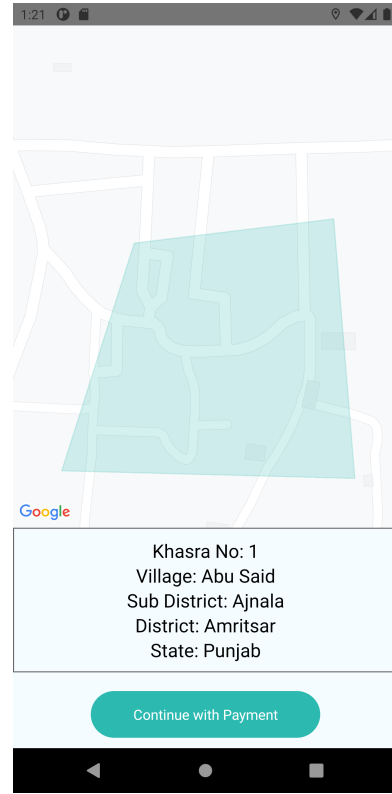 1:21
Google
Khasra No: 1
Village: Abu Said
Sub District: Ajnala
District: Amritsar
State: Punjab
Continue with Payment